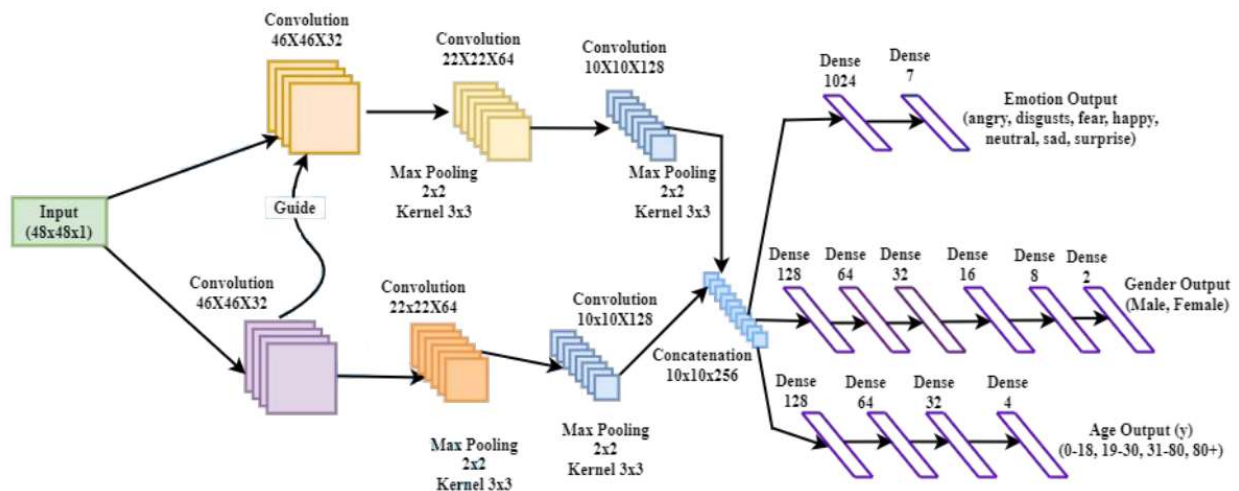 Convolution
46X46X32
Convolution
22X22X64
Convolution
10X10X128
Max Pooling
2x2
Kernel 3x3
Max Pooling
2x2
Kernel 3x3
Input
(48x48x1)
Guide
Convolution
46X46X32
Convolution
22x22X64
Convolution
10x10X128
Max Pooling
2x2
Kernel 3x3
Max Pooling
2x2
Kernel 3x3
Concatenation
10x10x256
Dense
1024
Dense
7
Emotion Output
(angry, disgusts, fear, happy,
neutral, sad, surprise)
Dense
128
Dense
64
Dense
32
Dense
16
Dense
8
Dense
2
Gender Output
(Male, Female)
Dense
128
Dense
64
Dense
32
Dense
4
Age Output (y)
(0-18, 19-30, 31-80, 80+)